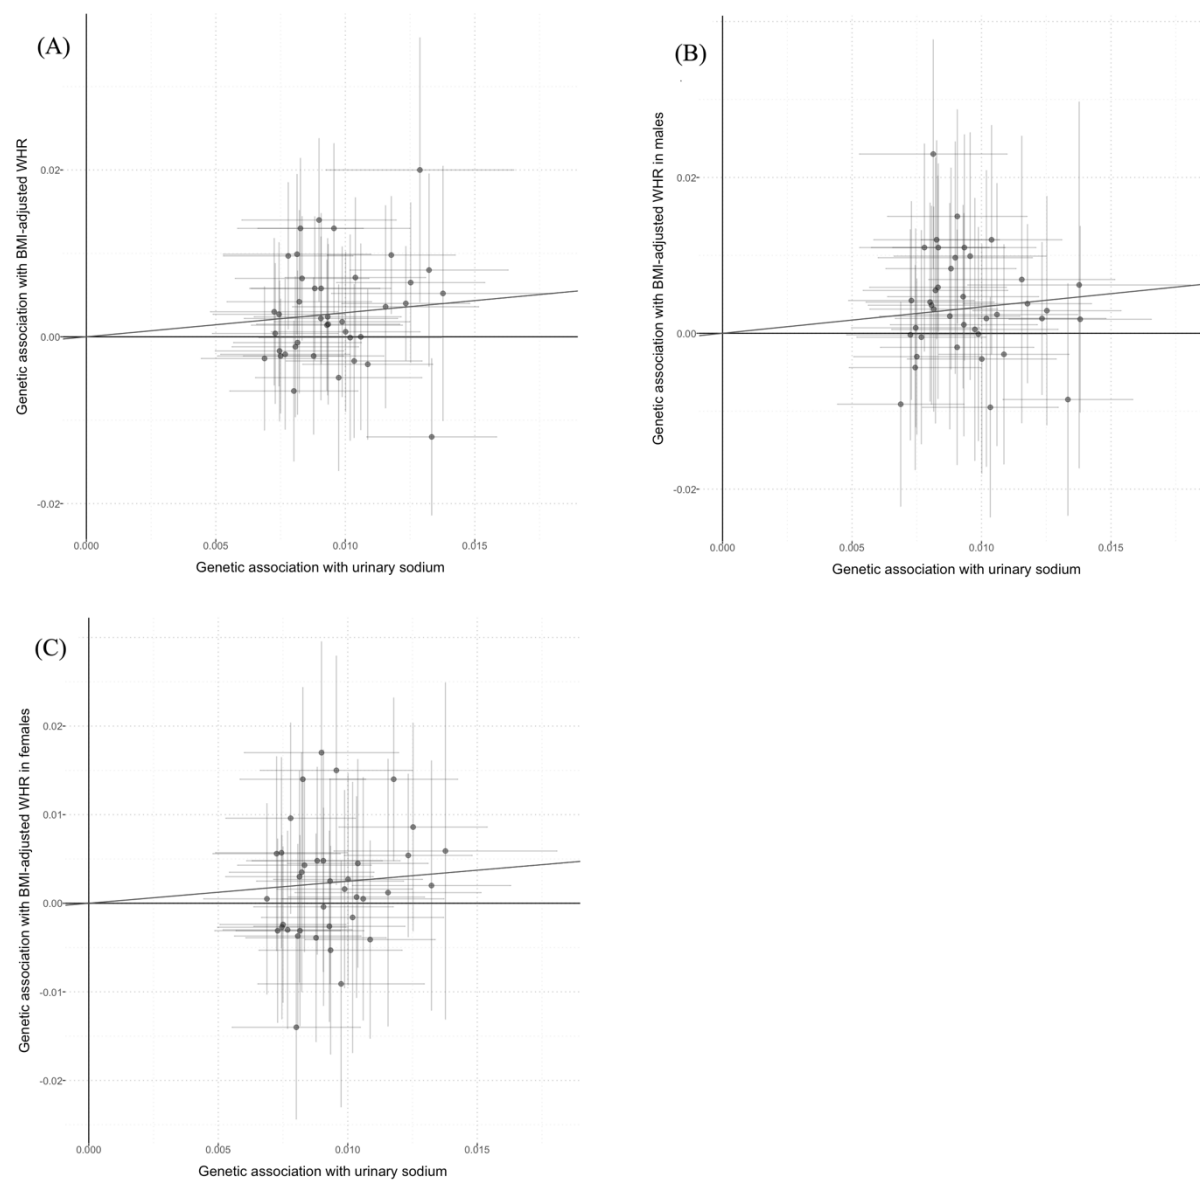 (A)
Genetic association with BMI-adjusted WHR
0.02
0.00
-0.02
0.000
0.005
0.010
0.015
Genetic association with urinary sodium
(B)
Genetic association with BMI-adjusted WHR in males
0.02
0.00
-0.02
0.000
0.005
0.010
0.015
Genetic association with urinary sodium
(C)
Genetic association with BMI-adjusted WHR in females
0.02
0.01
0.00
-0.01
-0.02
0.000
0.005
0.010
0.015
Genetic association with urinary sodium